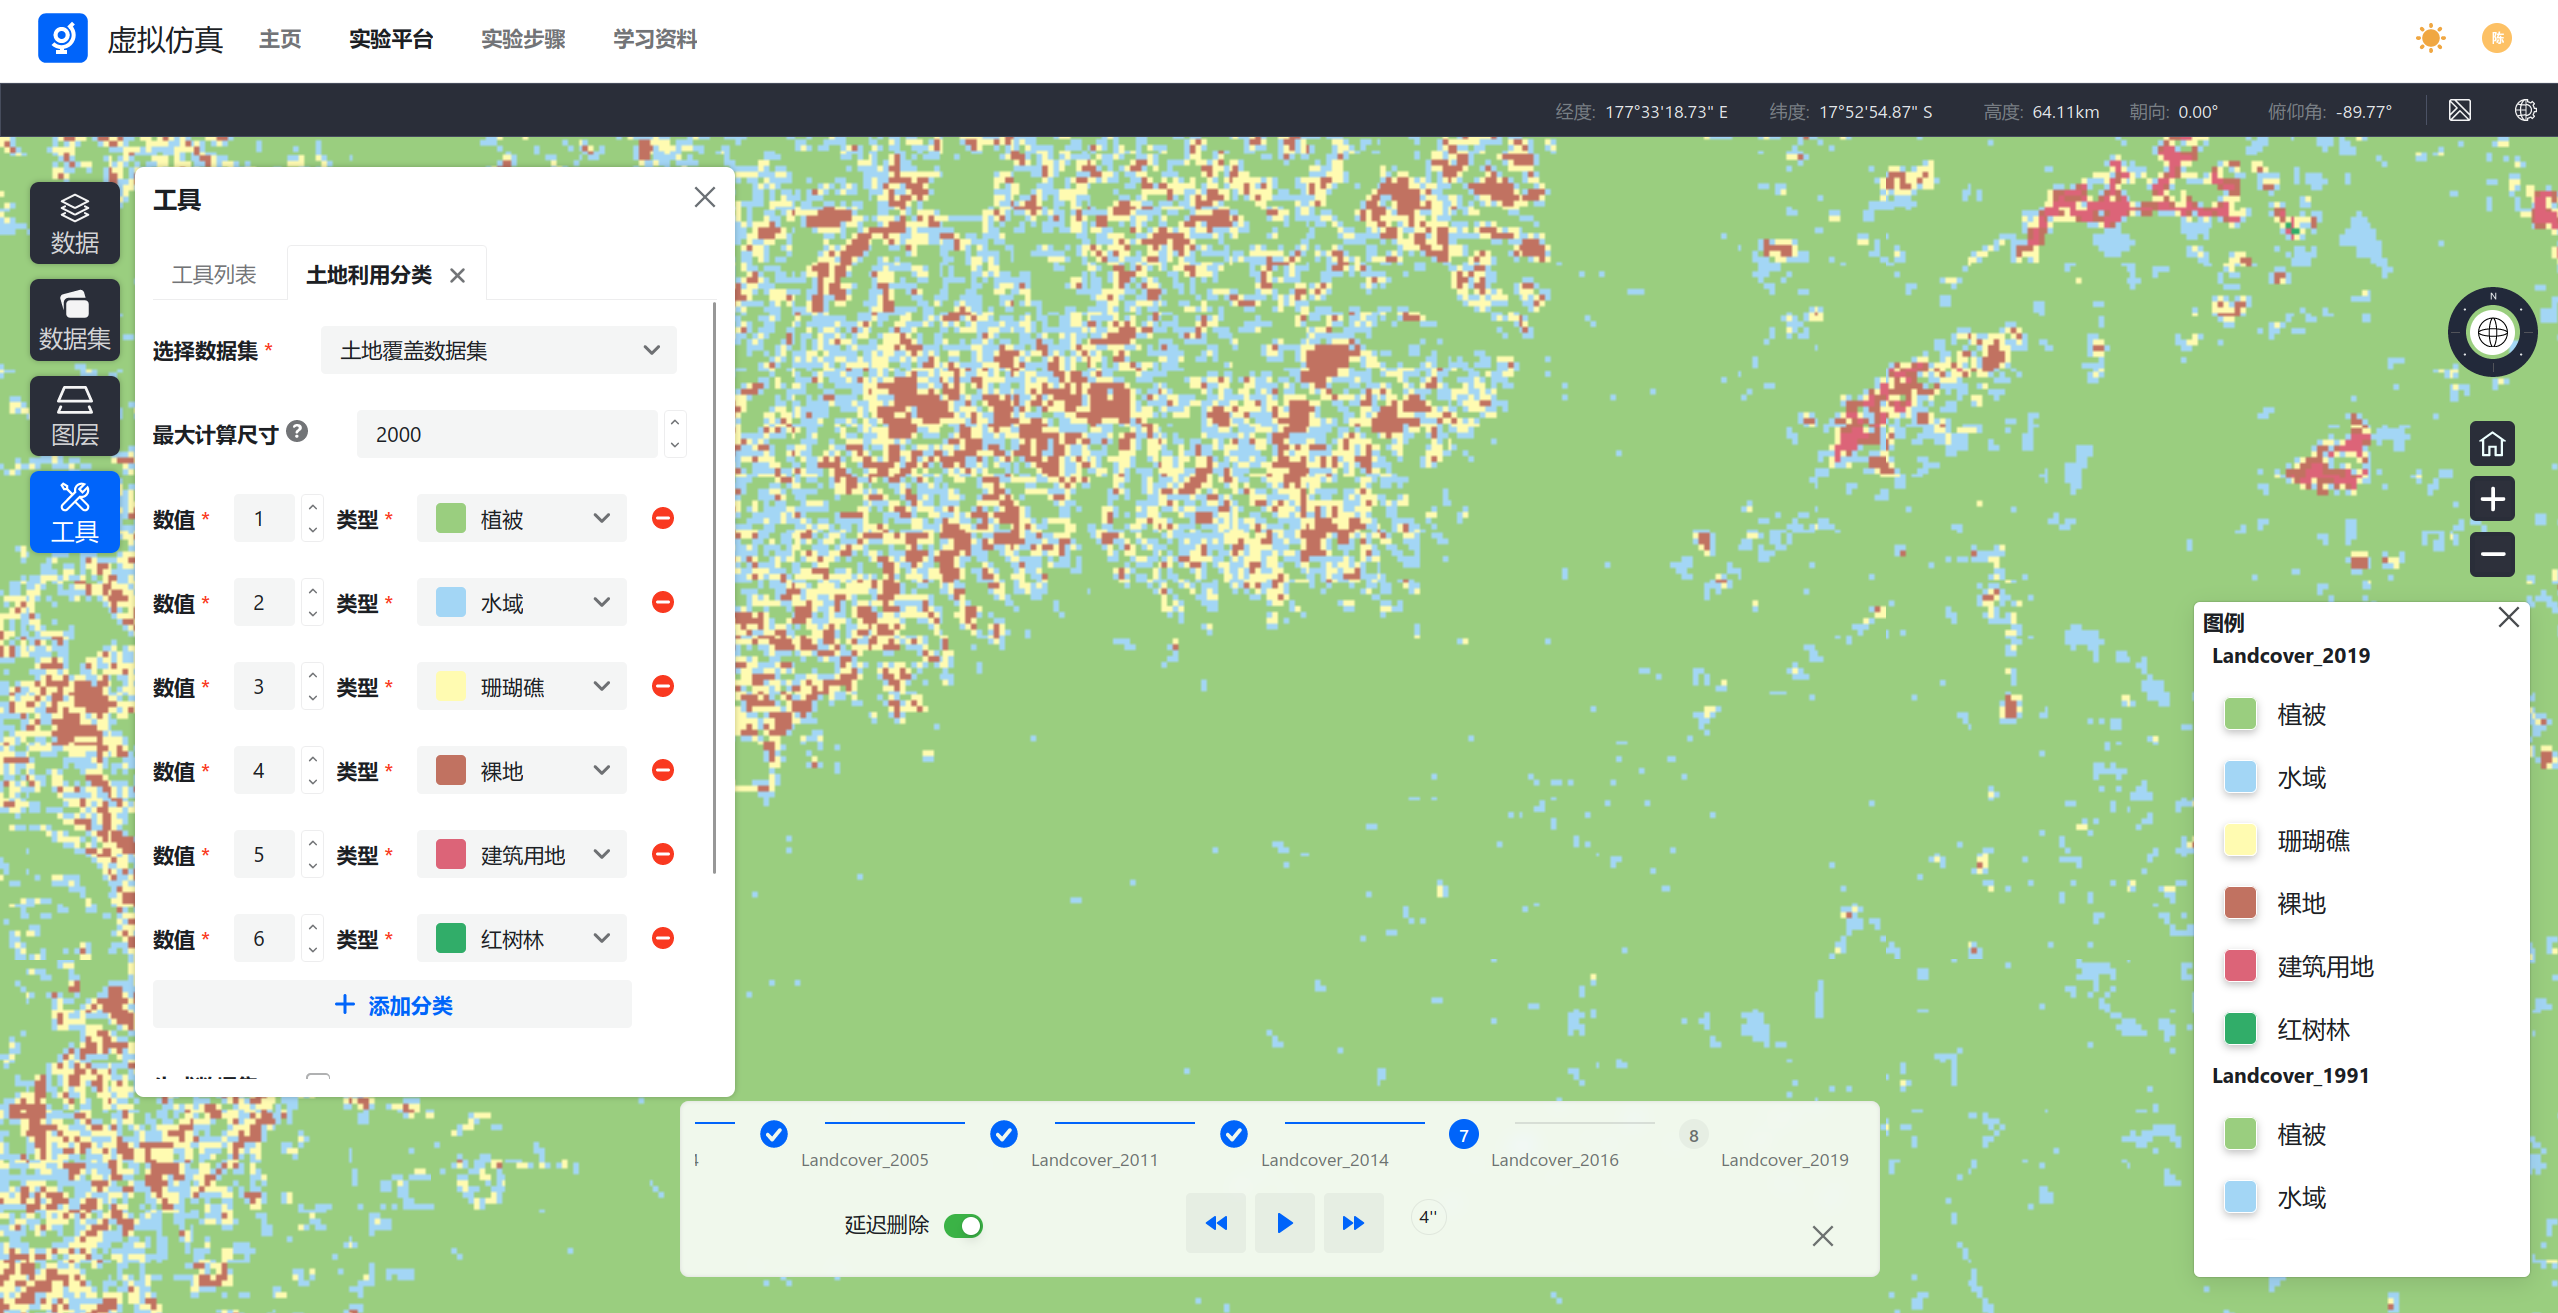 虚拟仿真 主页 实验平台 实验步骤 学习资料 陈
经度: 177°33'18.73" E 纬度: 17°52'54.87" S 高度: 64.11km 朝向: 0.00° 俯仰角: -89.77°
数据
数据集
图层
工具
工具
工具列表 土地利用分类
选择数据集 * 土地覆盖数据集
最大计算尺寸 ? 2000
数值 * 1 类型 * 植被
数值 * 2 类型 * 水域
数值 * 3 类型 * 珊瑚礁
数值 * 4 类型 * 裸地
数值 * 5 类型 * 建筑用地
数值 * 6 类型 * 红树林
+ 添加分类
N
图例
Landcover_2019
植被
水域
珊瑚礁
裸地
建筑用地
红树林
Landcover_1991
植被
水域
7 8
4 Landcover_2005 Landcover_2011 Landcover_2014 Landcover_2016 Landcover_2019
延迟删除 4''